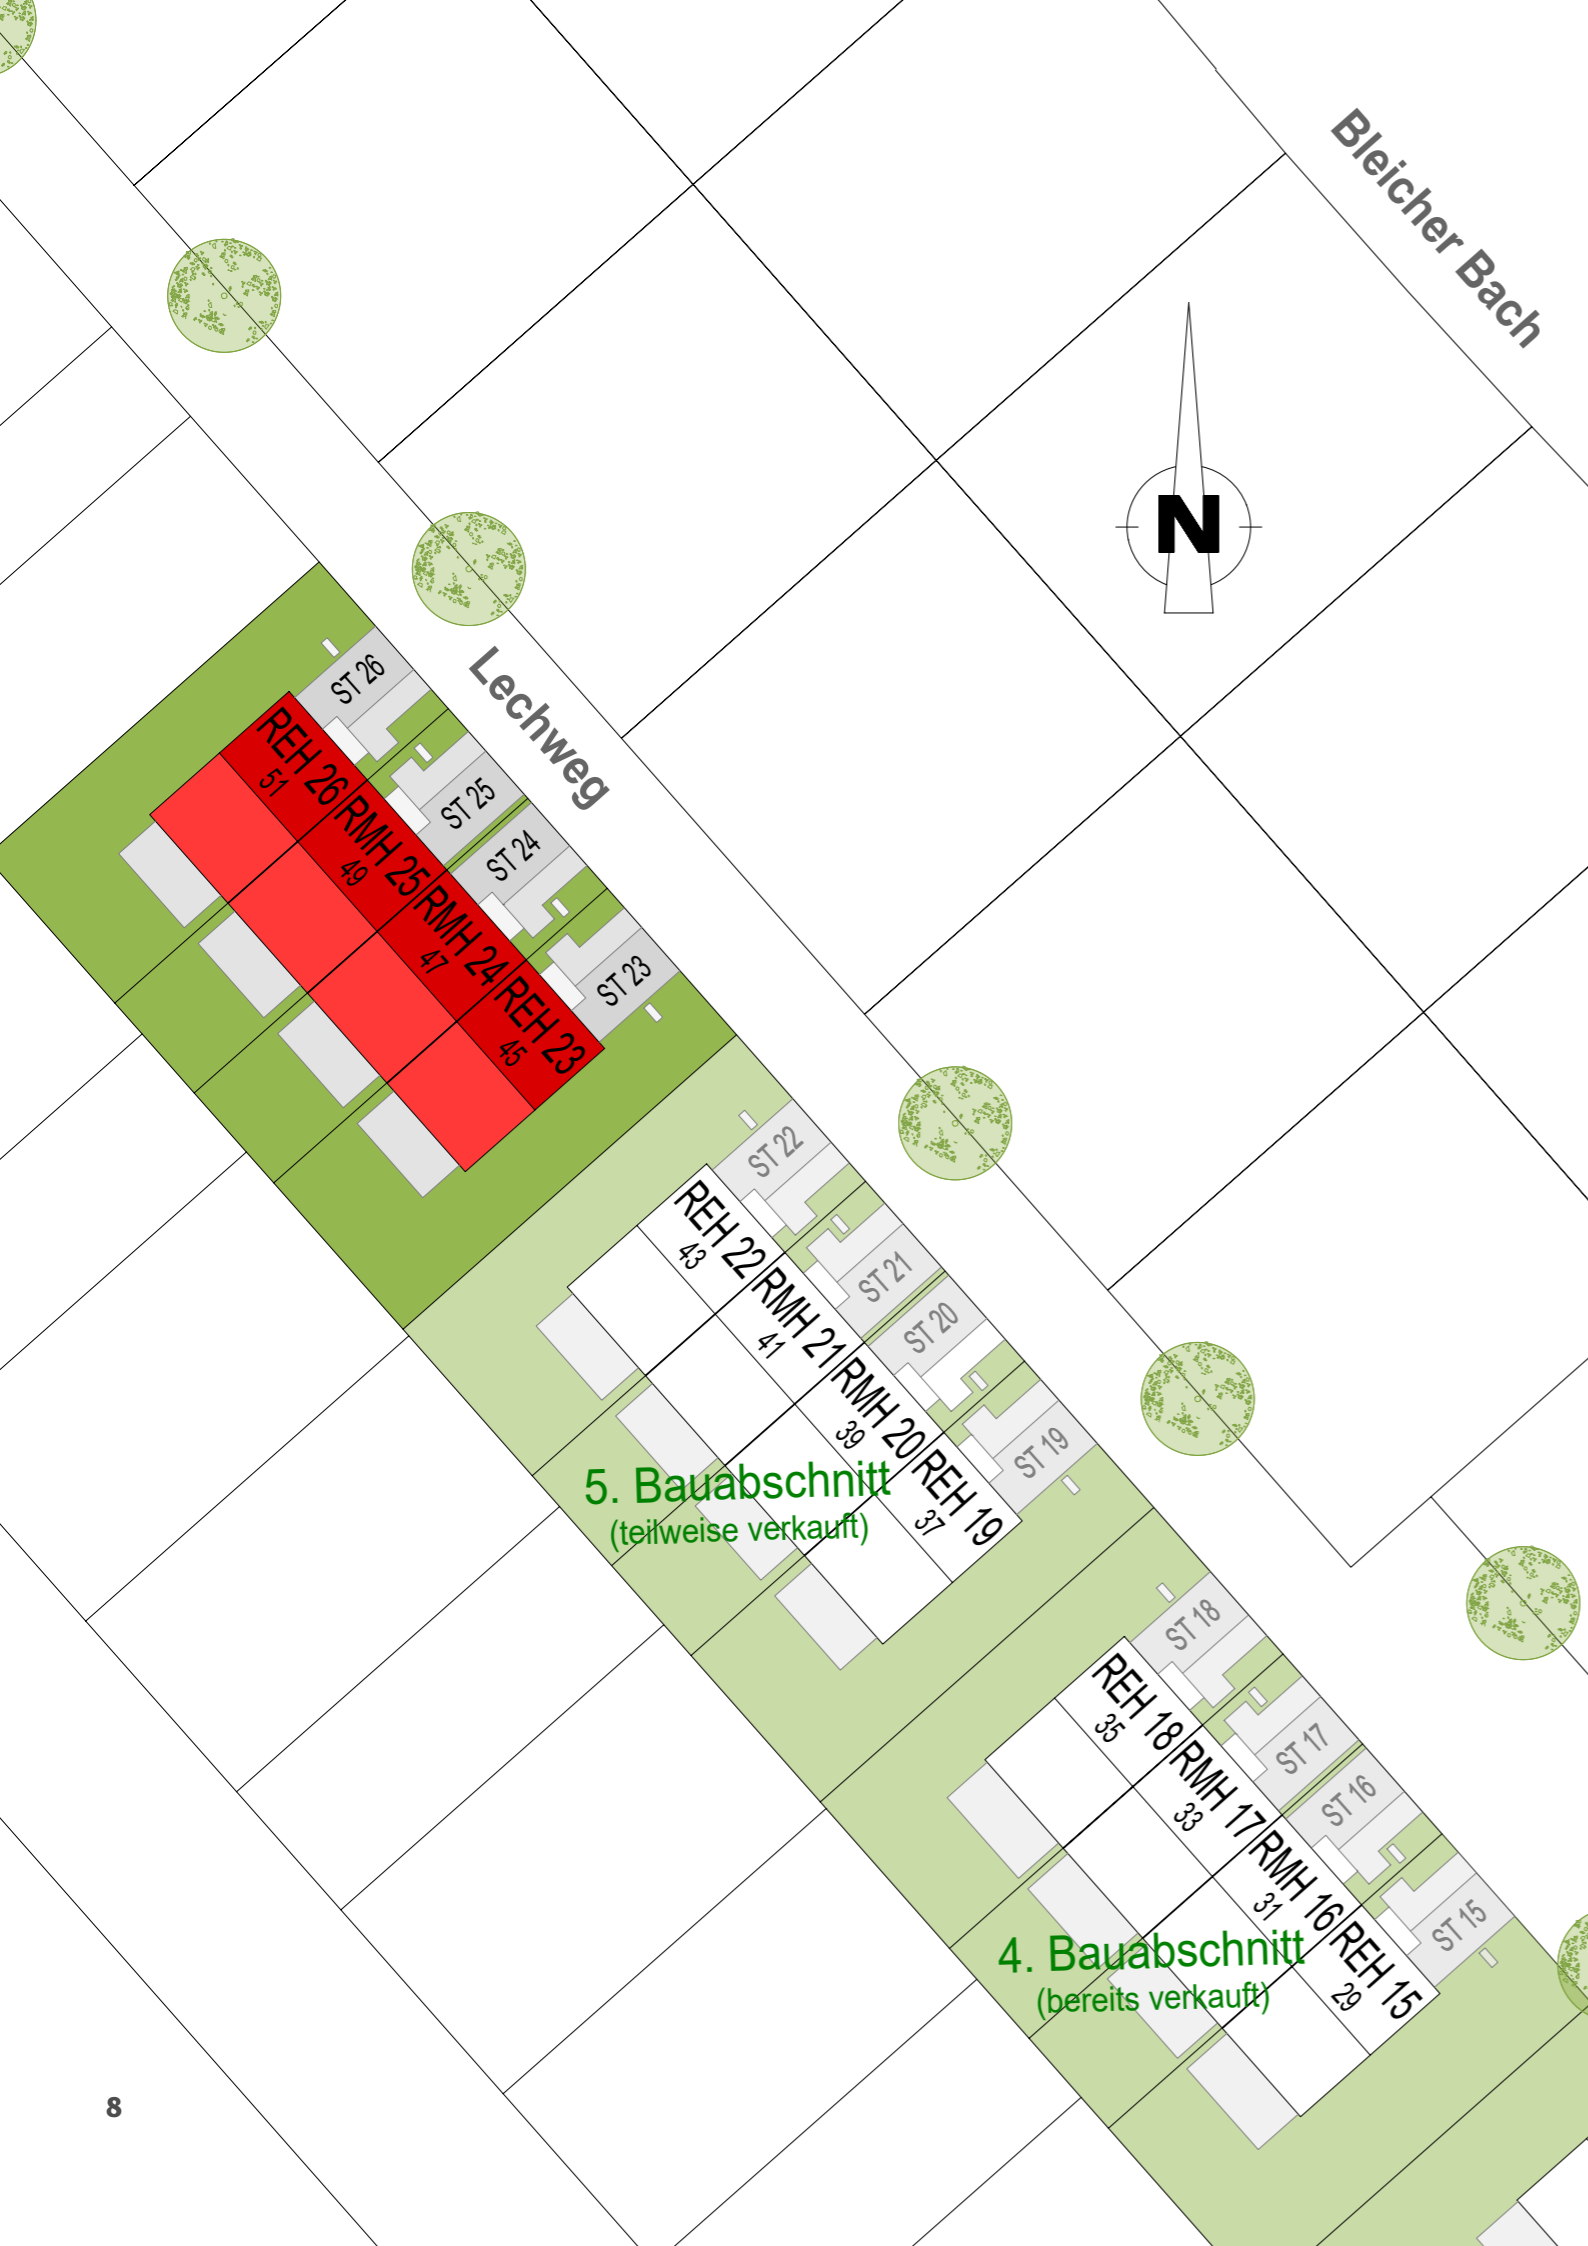 Bleicher Bach
N
Lechweg
ST 26
REH 26
51
ST 25
RMH 25
49
ST 24
RMH 24
47
ST 23
REH 23
45
ST 22
REH 22
43
ST 21
RMH 21
41
ST 20
RMH 20
39
ST 19
REH 19
37
5. Bauabschnitt
(teilweise verkauft)
ST 18
REH 18
35
ST 17
RMH 17
33
ST 16
RMH 16
31
ST 15
REH 15
29
4. Bauabschnitt
(bereits verkauft)
8